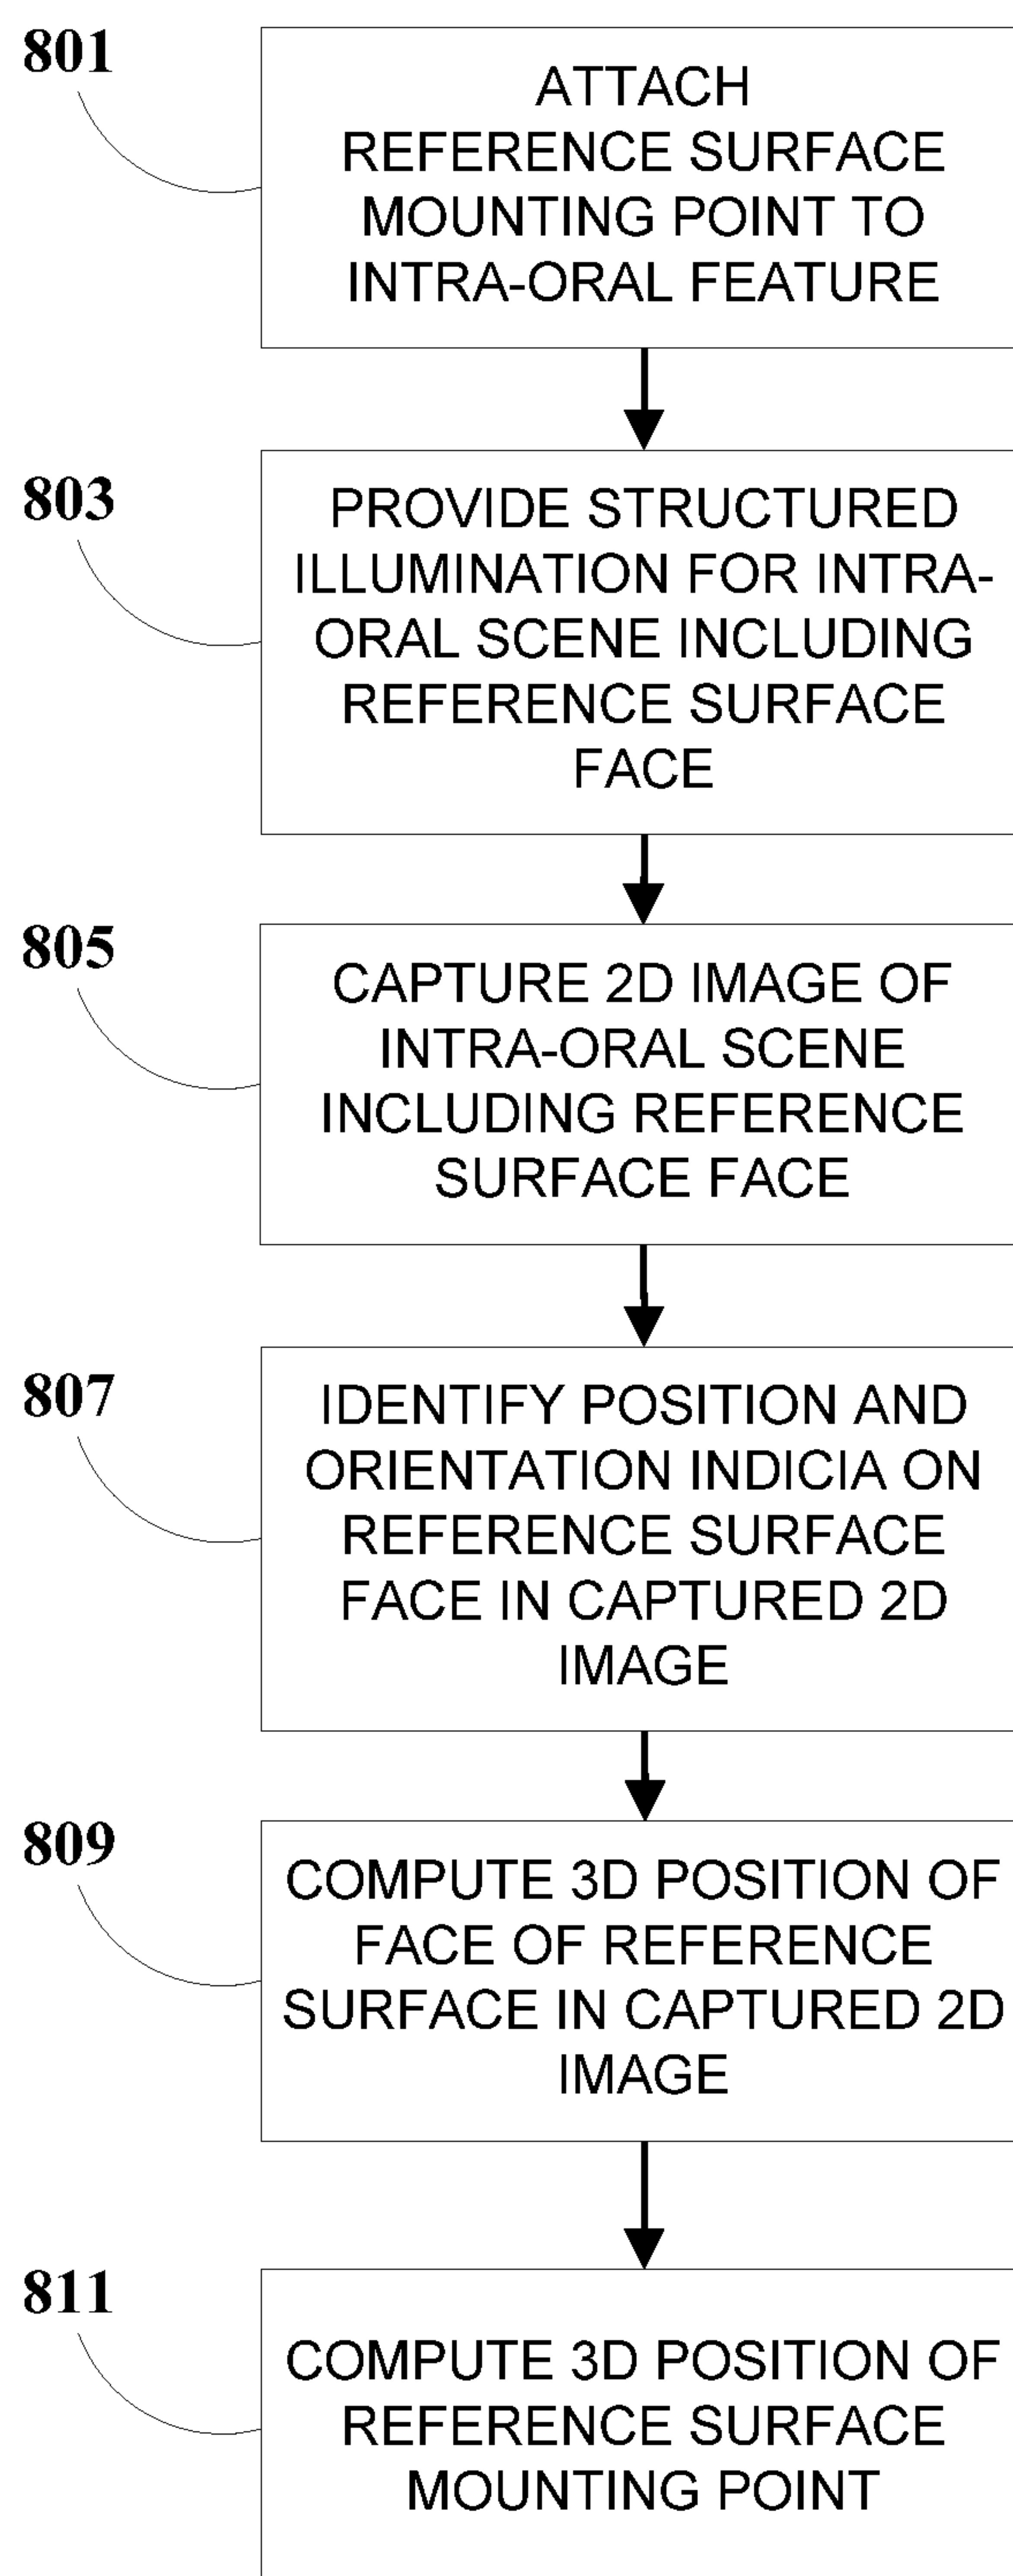 801
ATTACH
REFERENCE SURFACE
MOUNTING POINT TO
INTRA-ORAL FEATURE
803
PROVIDE STRUCTURED
ILLUMINATION FOR INTRA-
ORAL SCENE INCLUDING
REFERENCE SURFACE
FACE
805
CAPTURE 2D IMAGE OF
INTRA-ORAL SCENE
INCLUDING REFERENCE
SURFACE FACE
807
IDENTIFY POSITION AND
ORIENTATION INDICIA ON
REFERENCE SURFACE
FACE IN CAPTURED 2D
IMAGE
809
COMPUTE 3D POSITION OF
FACE OF REFERENCE
SURFACE IN CAPTURED 2D
IMAGE
811
COMPUTE 3D POSITION OF
REFERENCE SURFACE
MOUNTING POINT